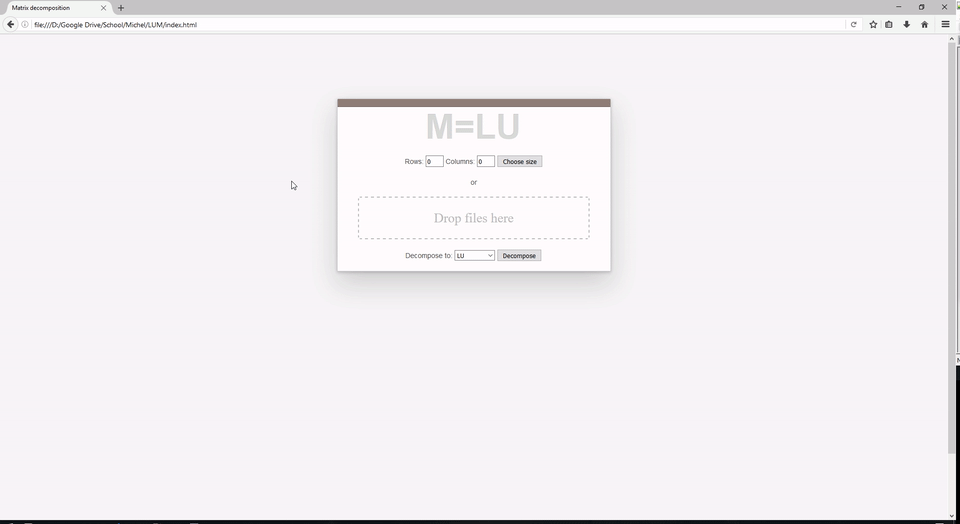 Matrix decomposition
file:///D:/Google Drive/School/Michel/LUM/index.html
M=LU
Rows: 0 Columns: 0 Choose size
or
Drop files here
Decompose to: LU Decompose